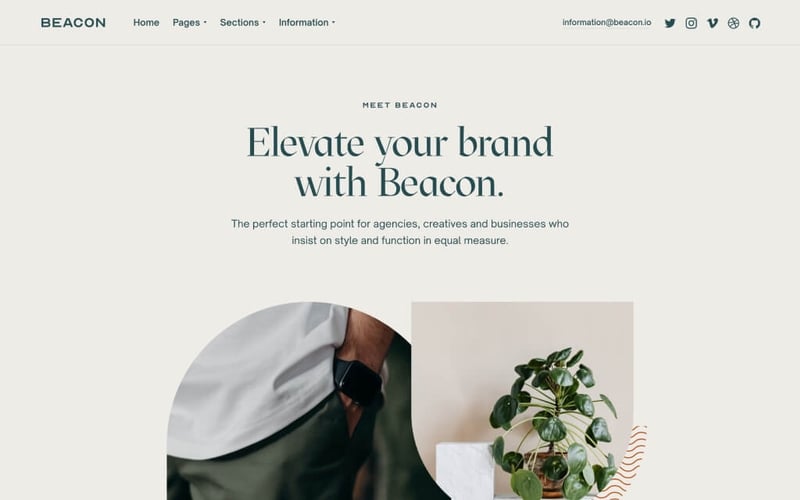 BEACON
Home Pages Sections Information
information@beacon.io
MEET BEACON
Elevate your brand
with Beacon.
The perfect starting point for agencies, creatives and businesses who
insist on style and function in equal measure.